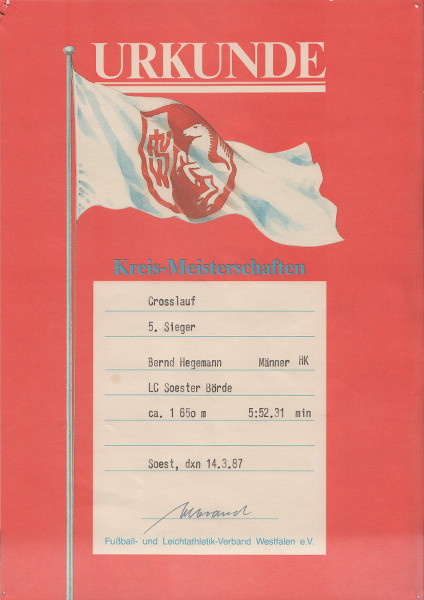 URKUNDE
Kreis-Meisterschaften
Crosslauf
5. Sieger
Bernd Hegemann Männer HK
LC Soester Börde
ca. 1 65o m 5:52.31 min
Soest, dxn 14.3.87
Fußball- und Leichtathletik-Verband Westfalen e.V.